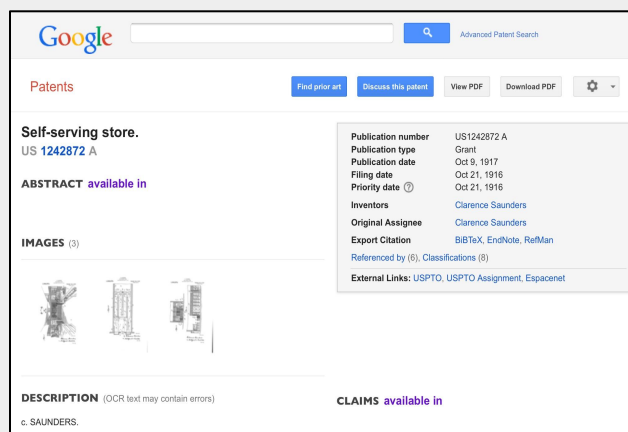 Google
Advanced Patent Search
Patents
Find prior art
Discuss this patent
View PDF
Download PDF
Self-serving store.
US 1242872 A
ABSTRACT available in
IMAGES (3)
Publication number US1242872 A
Publication type Grant
Publication date Oct 9, 1917
Filing date Oct 21, 1916
Priority date ? Oct 21, 1916
Inventors Clarence Saunders
Original Assignee Clarence Saunders
Export Citation BiBTeX, EndNote, RefMan
Referenced by (6), Classifications (8)
External Links: USPTO, USPTO Assignment, Espacenet
DESCRIPTION (OCR text may contain errors)
c. SAUNDERS.
CLAIMS available in